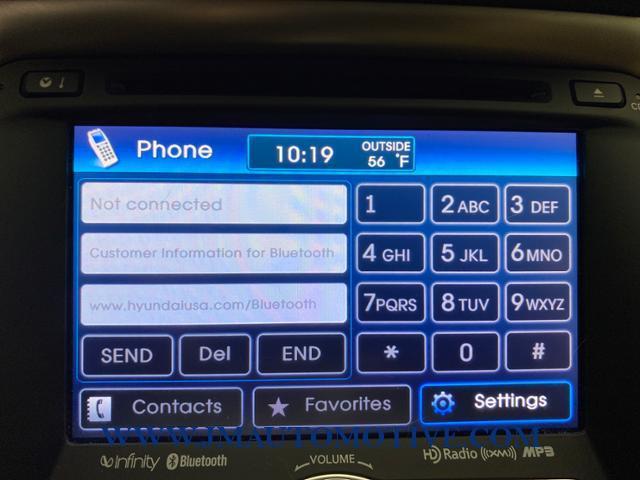 Phone
10:19
OUTSIDE
56 °F
Not connected
Customer Information for Bluetooth
www.hyundaiusa.com/Bluetooth
1
2 ABC
3 DEF
4 GHI
5 JKL
6 MNO
7 PQRS
8 TUV
9 WXYZ
*
0
#
SEND
Del
END
Contacts
Favorites
Settings
WWW.JMAUTOMOTIVE.COM
Infinity
Bluetooth
VOLUME
HD Radio
((XM))
MP3